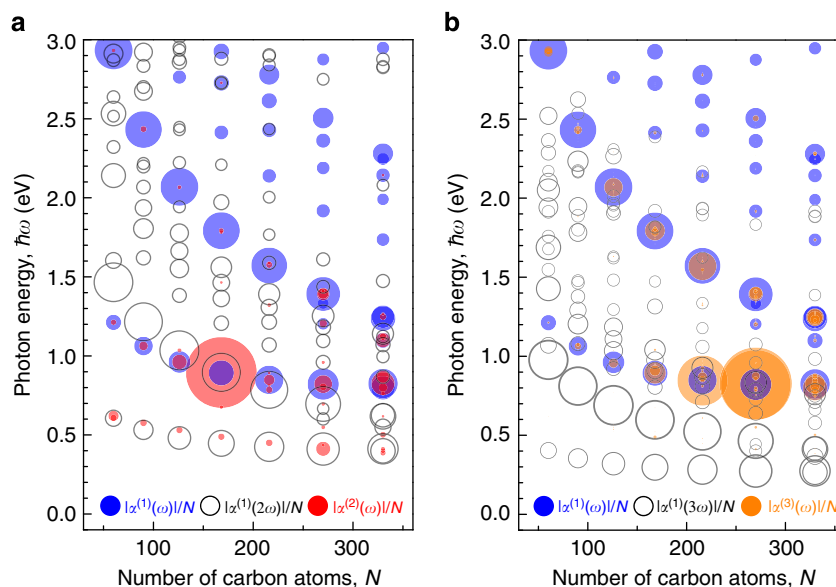 a
3.0
2.5
2.0
1.5
1.0
0.5
0.0
Photon energy, ħω (eV)
|α⁽¹⁾(ω)|/N |α⁽¹⁾(2ω)|/N |α⁽²⁾(ω)|/N
100 200 300
Number of carbon atoms, N
b
3.0
2.5
2.0
1.5
1.0
0.5
0.0
Photon energy, ħω (eV)
|α⁽¹⁾(ω)|/N |α⁽¹⁾(3ω)|/N |α⁽³⁾(ω)|/N
100 200 300
Number of carbon atoms, N